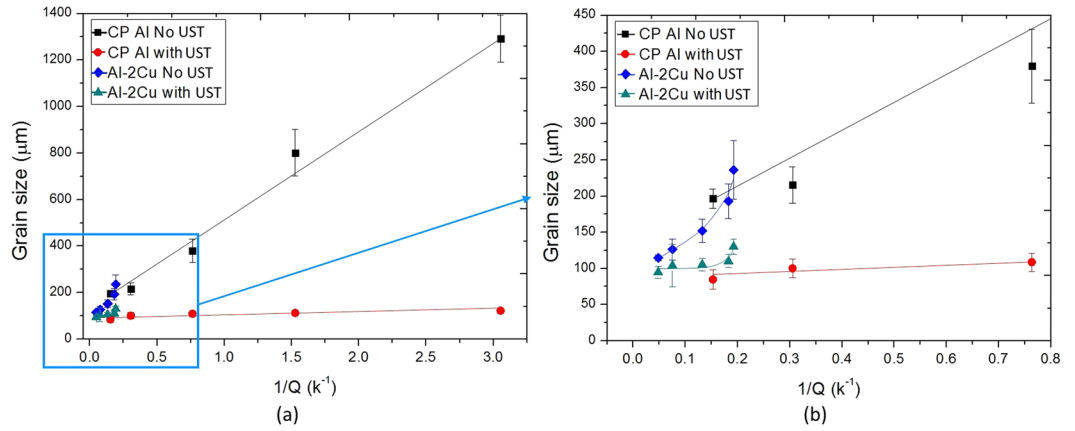 CP Al No UST
CP Al with UST
Al-2Cu No UST
Al-2Cu with UST
Grain size (μm)
1400
1200
1000
800
600
400
200
0
0.0 0.5 1.0 1.5 2.0 2.5 3.0
1/Q (k⁻¹)
(a)
CP Al No UST
CP Al with UST
Al-2Cu No UST
Al-2Cu with UST
Grain size (μm)
450
400
350
300
250
200
150
100
50
0
0.0 0.1 0.2 0.3 0.4 0.5 0.6 0.7 0.8
1/Q (k⁻¹)
(b)